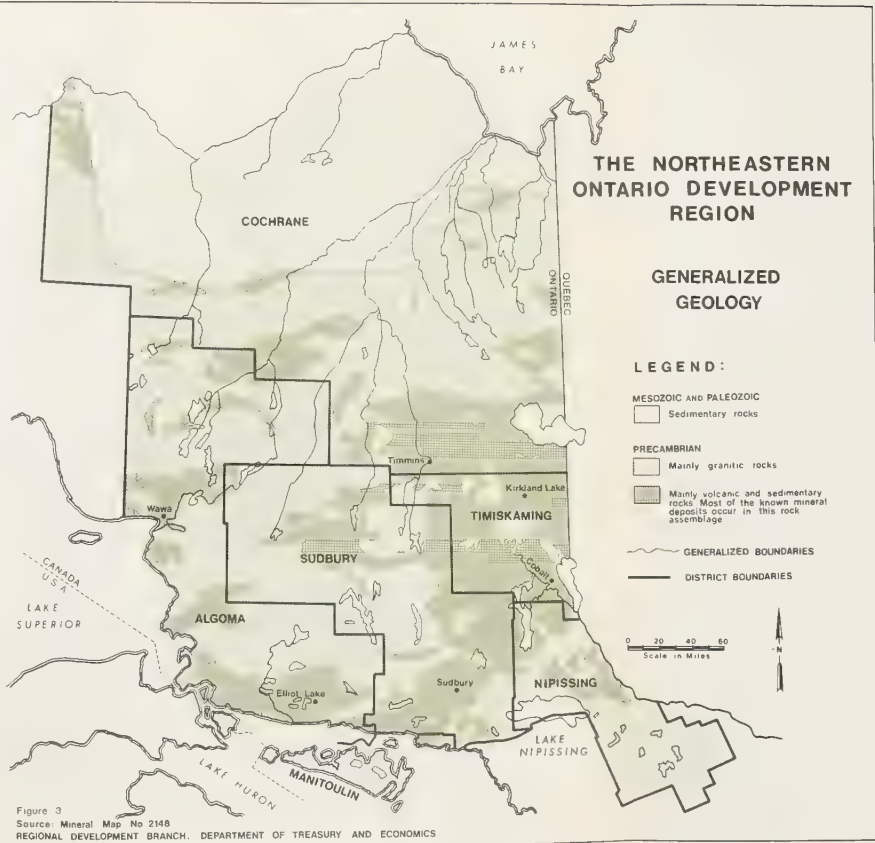 JAMES
BAY
THE NORTHEASTERN
ONTARIO DEVELOPMENT
REGION
COCHRANE
QUEBEC
ONTARIO
GENERALIZED
GEOLOGY
LEGEND:
MESOZOIC AND PALEOZOIC
Sedimentary rocks
PRECAMBRIAN
Mainly granitic rocks
Mainly volcanic and sedimentary
rocks Most of the known mineral
deposits occur in this rock
assemblage
GENERALIZED BOUNDARIES
DISTRICT BOUNDARIES
0 20 40 60
Scale in Miles
N
Timmins
Kirkland Lake
TIMISKAMING
Wawa
SUDBURY
Cobalt
CANADA
USA
LAKE
SUPERIOR
ALGOMA
Elliot Lake
Sudbury
NIPISSING
LAKE
NIPISSING
MANITOULIN
LAKE HURON
Figure 3
Source: Mineral Map No 2148
REGIONAL DEVELOPMENT BRANCH. DEPARTMENT OF TREASURY AND ECONOMICS